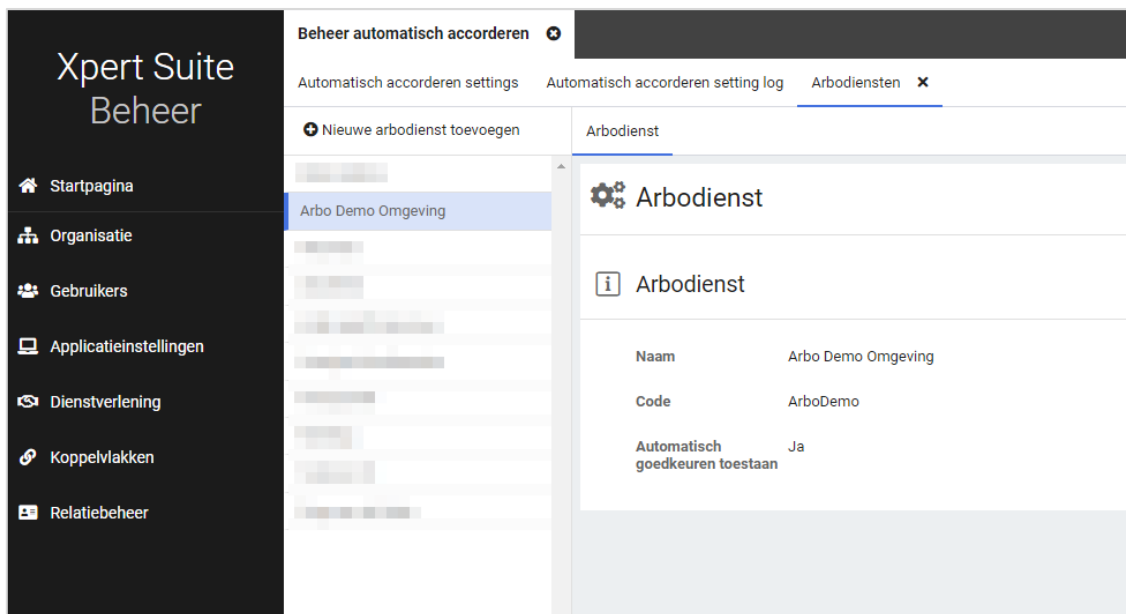 Xpert Suite
Beheer
Startpagina
Organisatie
Gebruikers
Applicatieinstellingen
Dienstverlening
Koppelvlakken
Relatiebeheer
Beheer automatisch accorderen
Automatisch accorderen settings Automatisch accorderen setting log Arbodiensten
Nieuwe arbodienst toevoegen
Arbo Demo Omgeving
Arbodienst
Arbodienst
Arbodienst
Naam Arbo Demo Omgeving
Code ArboDemo
Automatisch Ja
goedkeuren toestaan